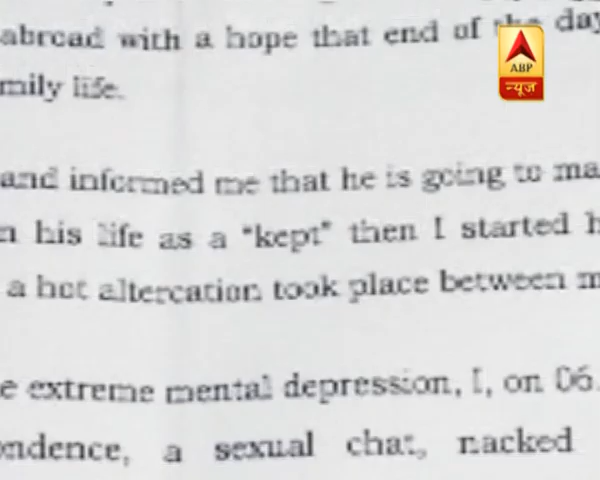 abroad with a hope that end of the day
mily life.
and informed me that he is going to ma
n his life as a "kept" then I started h
a hot altercation took place between m
e extreme mental depression, I, on 06.
ondence, a sexual chat, nacked
ABP
न्यूज़